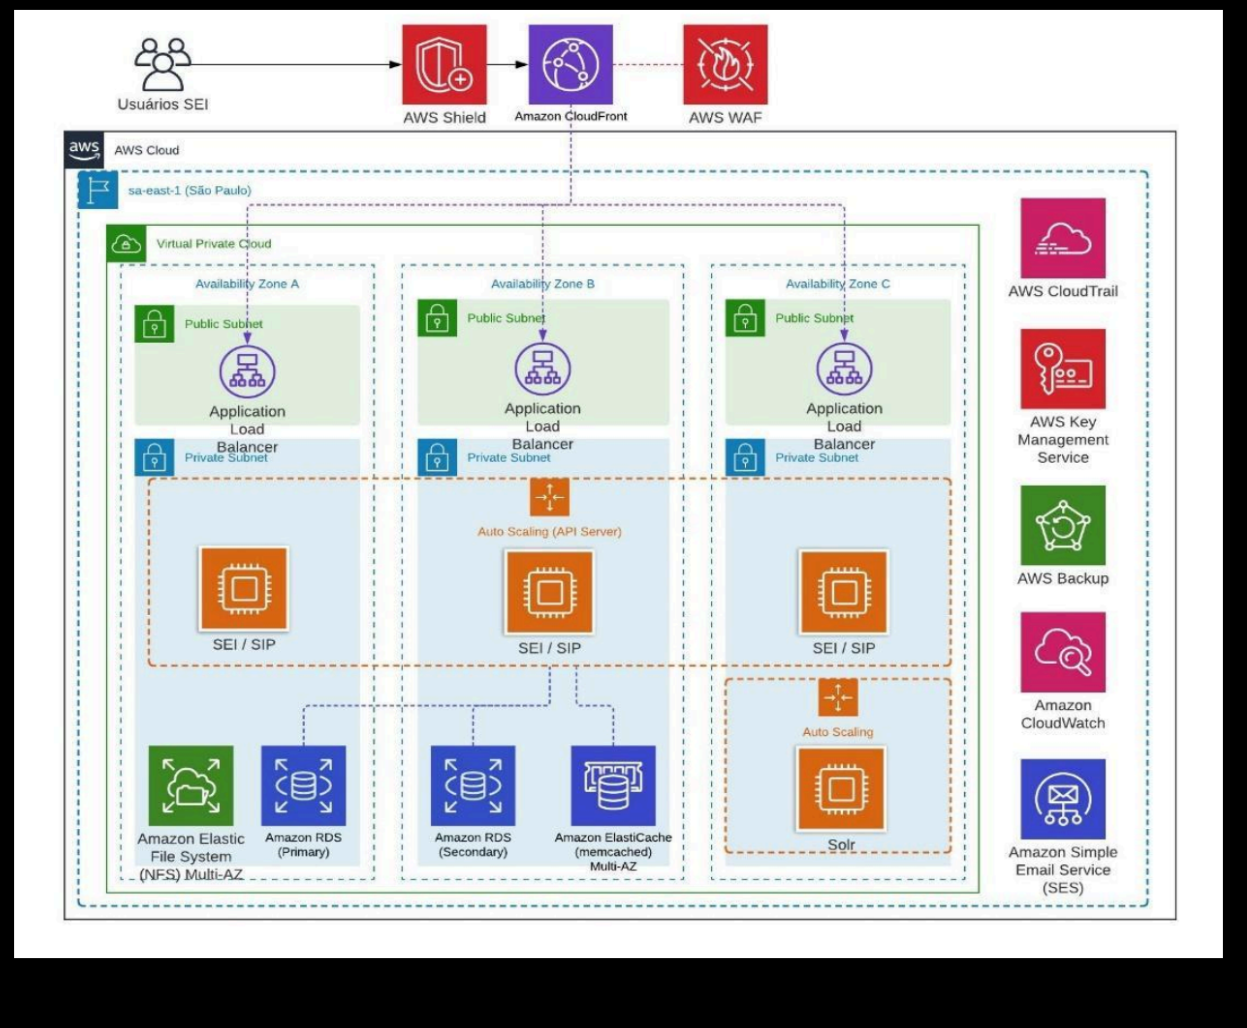 Usuários SEI
AWS Shield
Amazon CloudFront
AWS WAF
aws
AWS Cloud
sa-east-1 (São Paulo)
Virtual Private Cloud
Availability Zone A
Public Subnet
Application
Load
Balancer
Private Subnet
Availability Zone B
Public Subnet
Application
Load
Balancer
Private Subnet
Availability Zone C
Public Subnet
Application
Load
Balancer
Private Subnet
Auto Scaling (API Server)
SEI / SIP
SEI / SIP
SEI / SIP
Amazon Elastic
File System
(NFS) Multi-AZ
Amazon RDS
(Primary)
Amazon RDS
(Secondary)
Amazon ElastiCache
(memcached)
Multi-AZ
Auto Scaling
Solr
AWS CloudTrail
AWS Key
Management
Service
AWS Backup
Amazon
CloudWatch
Amazon Simple
Email Service
(SES)